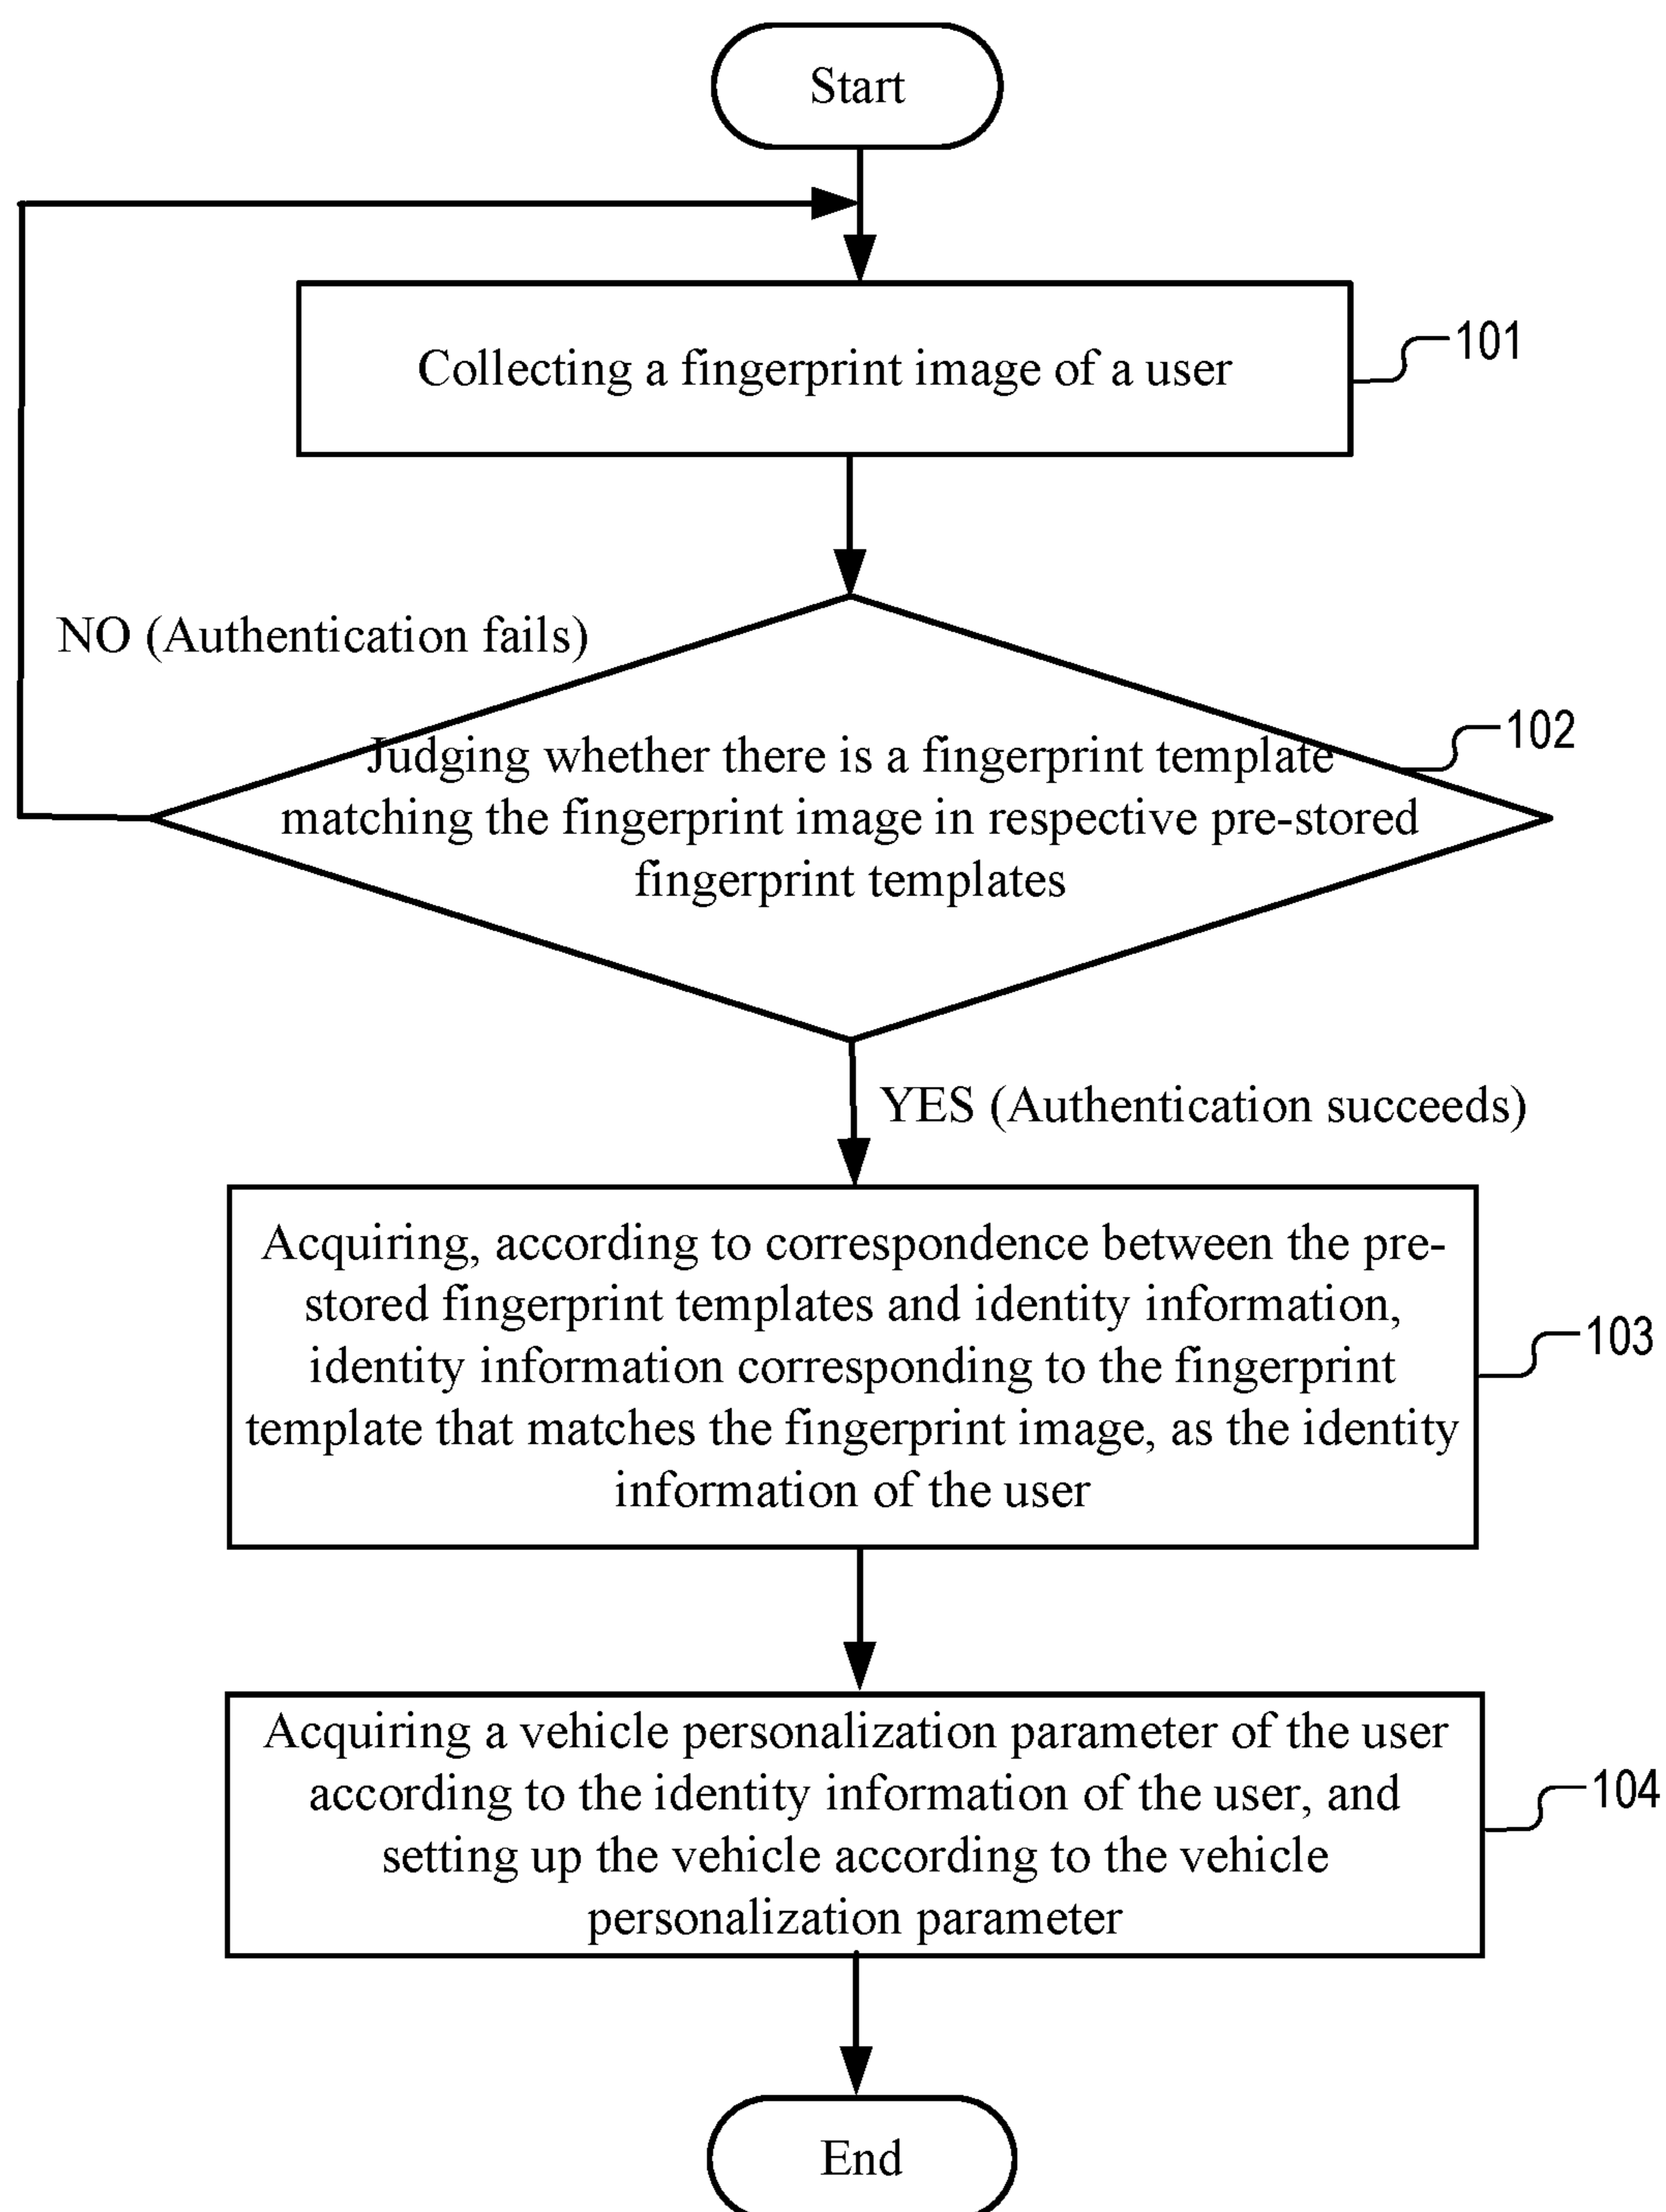 Start
Collecting a fingerprint image of a user
101
NO (Authentication fails)
Judging whether there is a fingerprint template
matching the fingerprint image in respective pre-stored
fingerprint templates
102
YES (Authentication succeeds)
Acquiring, according to correspondence between the pre-
stored fingerprint templates and identity information,
identity information corresponding to the fingerprint
template that matches the fingerprint image, as the identity
information of the user
103
Acquiring a vehicle personalization parameter of the user
according to the identity information of the user, and
setting up the vehicle according to the vehicle
personalization parameter
104
End